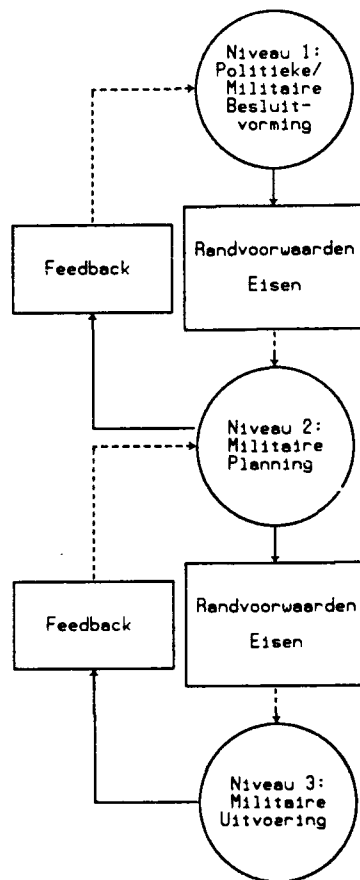 Niveau 1:
Politieke/
Militaire
Besluit-
vorming
Feedback
Randvoorwaarden
Eisen
Niveau 2:
Militaire
Planning
Feedback
Randvoorwaarden
Eisen
Niveau 3:
Militaire
Uitvoering